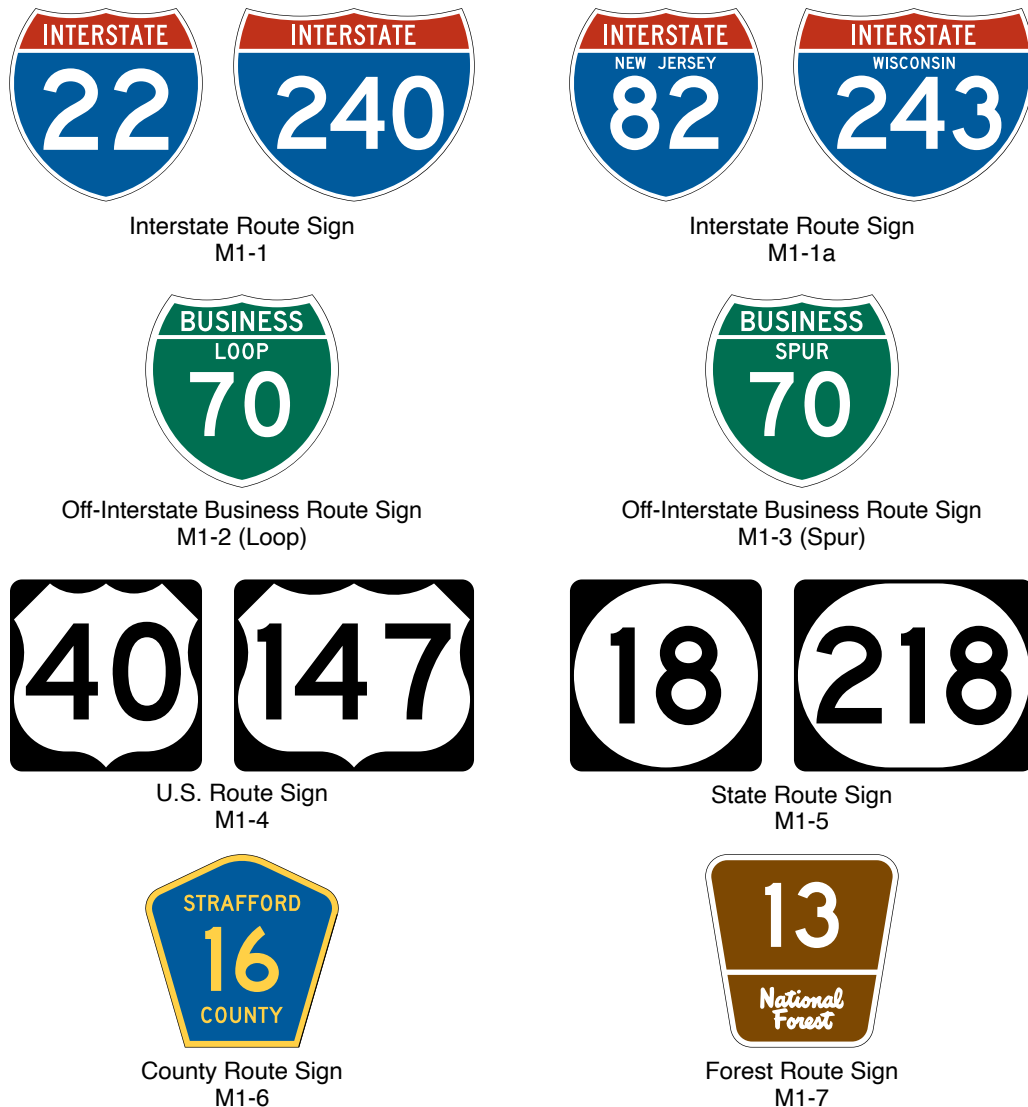 INTERSTATE
22
INTERSTATE
240
Interstate Route Sign
M1-1
INTERSTATE
NEW JERSEY
82
INTERSTATE
WISCONSIN
243
Interstate Route Sign
M1-1a
BUSINESS
LOOP
70
Off-Interstate Business Route Sign
M1-2 (Loop)
BUSINESS
SPUR
70
Off-Interstate Business Route Sign
M1-3 (Spur)
40
147
U.S. Route Sign
M1-4
18
218
State Route Sign
M1-5
STRAFFORD
16
COUNTY
County Route Sign
M1-6
13
National
Forest
Forest Route Sign
M1-7